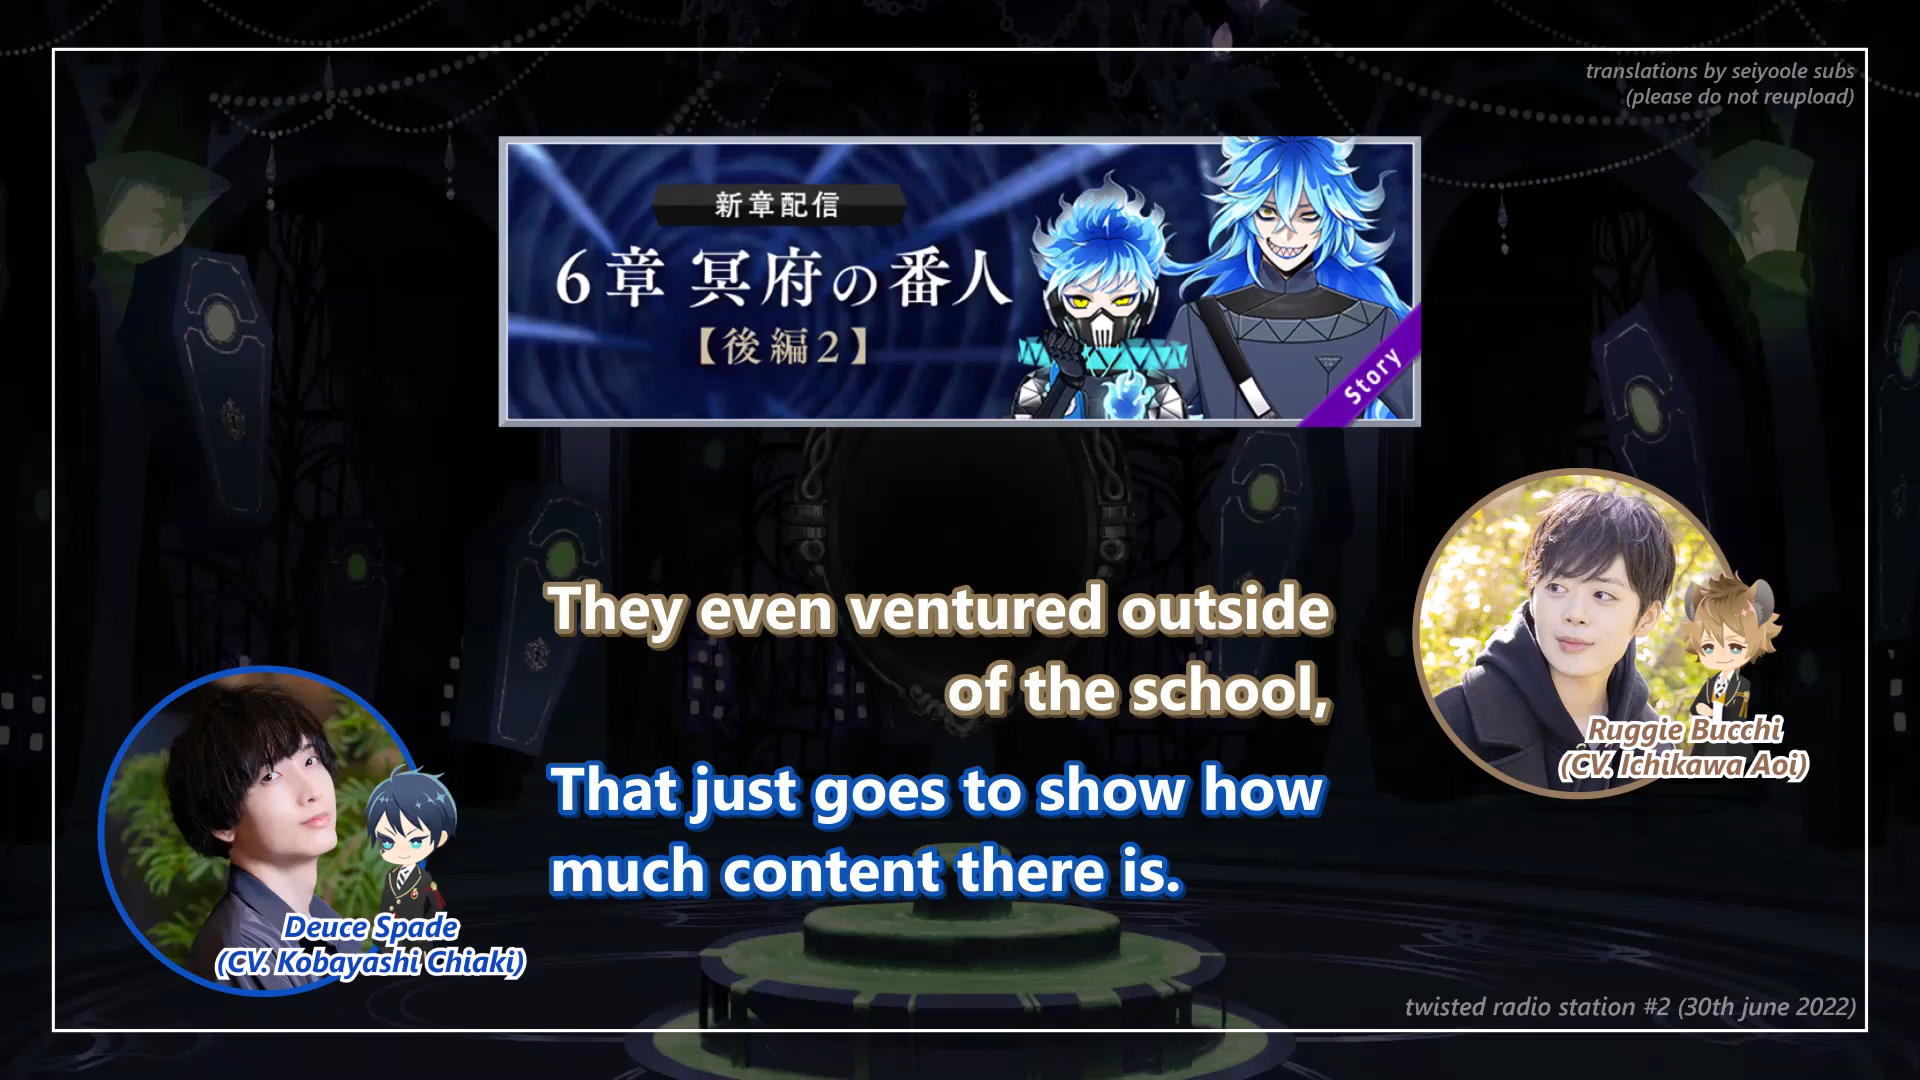 translations by seiyoole subs
(please do not reupload)
新章配信
6章 冥府の番人
【後編2】
Story
They even ventured outside
of the school,
Ruggie Bucchi
(CV. Ichikawa Aoi)
That just goes to show how
much content there is.
Deuce Spade
(CV. Kobayashi Chiaki)
twisted radio station #2 (30th june 2022)